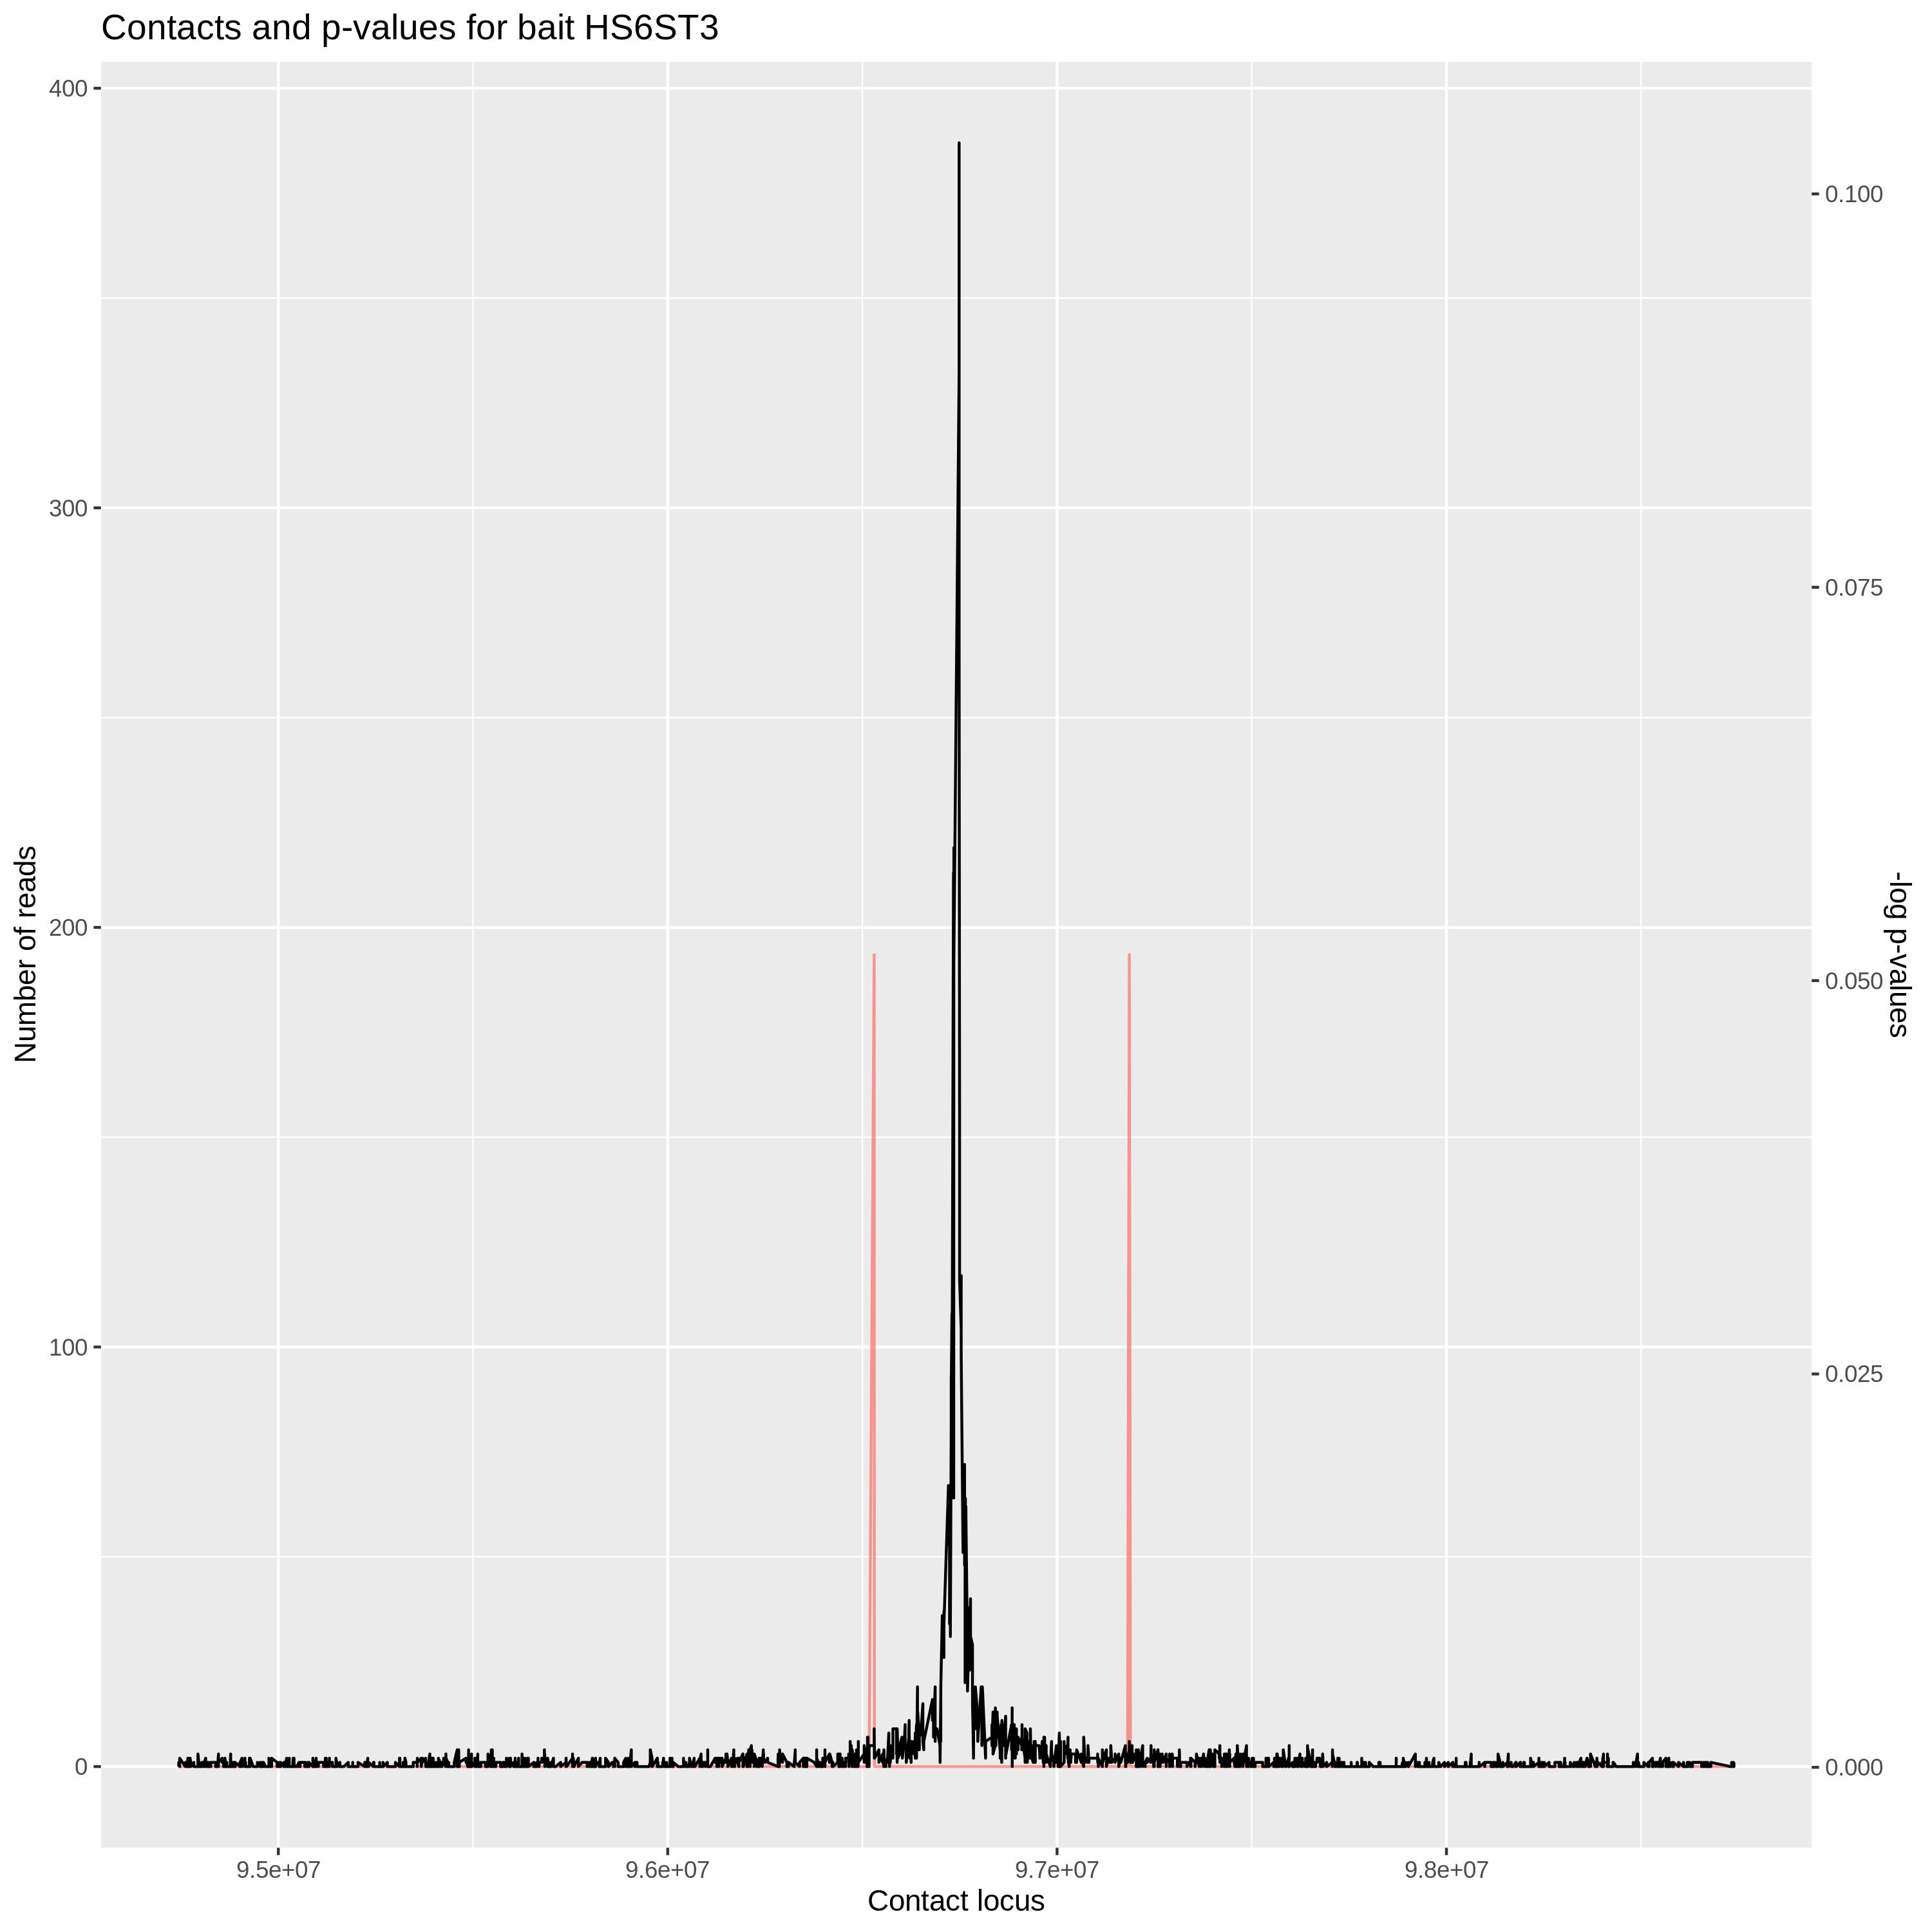 Contacts and p-values for bait HS6ST3
400
300
200
100
0
Number of reads
0.100
0.075
0.050
0.025
0.000
-log p-values
9.5e+07
9.6e+07
9.7e+07
9.8e+07
Contact locus